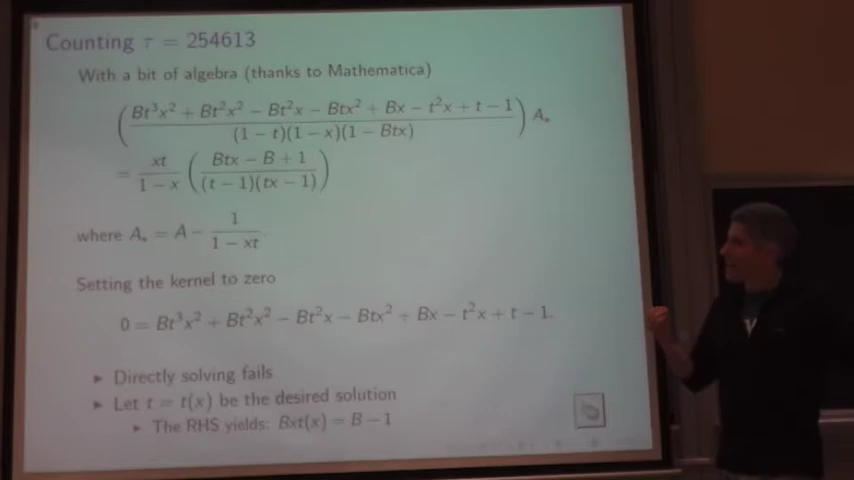 Counting τ = 254613
With a bit of algebra (thanks to Mathematica)
( (Bt³x² + Bt²x² − Bt²x − Btx² + Bx − t²x + t − 1) / ((1 − t)(1 − x)(1 − Btx)) ) A∗
= xt / (1 − x) ( (Btx − B + 1) / ((t − 1)(tx − 1)) )
where A∗ = A − 1 / (1 − xt)
Setting the kernel to zero
0 = Bt³x² + Bt²x² − Bt²x − Btx² + Bx − t²x + t − 1.
► Directly solving fails
► Let t = t(x) be the desired solution
► The RHS yields: Bxt(x) = B − 1